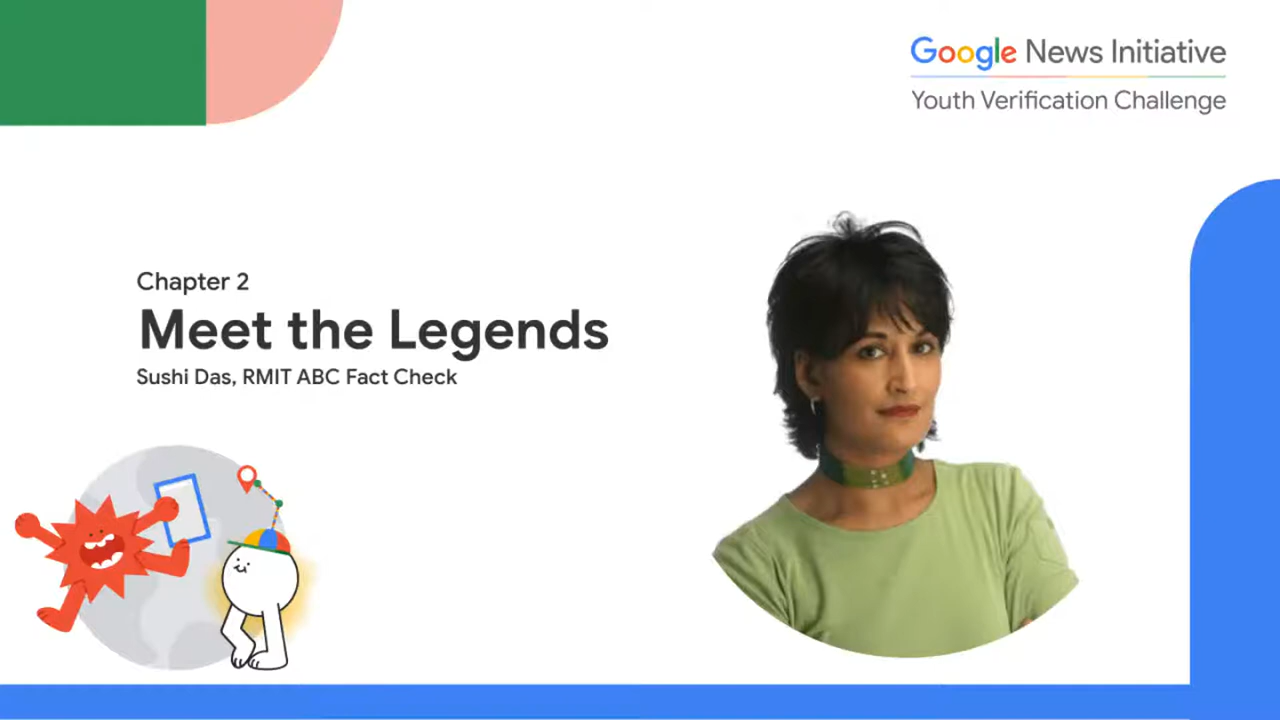 Google News Initiative
Youth Verification Challenge
Chapter 2
Meet the Legends
Sushi Das, RMIT ABC Fact Check